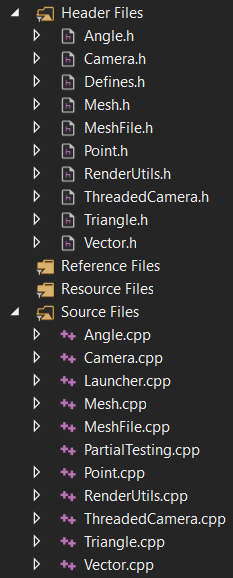 Header Files
Angle.h
Camera.h
Defines.h
Mesh.h
MeshFile.h
Point.h
RenderUtils.h
ThreadedCamera.h
Triangle.h
Vector.h
Reference Files
Resource Files
Source Files
Angle.cpp
Camera.cpp
Launcher.cpp
Mesh.cpp
MeshFile.cpp
PartialTesting.cpp
Point.cpp
RenderUtils.cpp
ThreadedCamera.cpp
Triangle.cpp
Vector.cpp